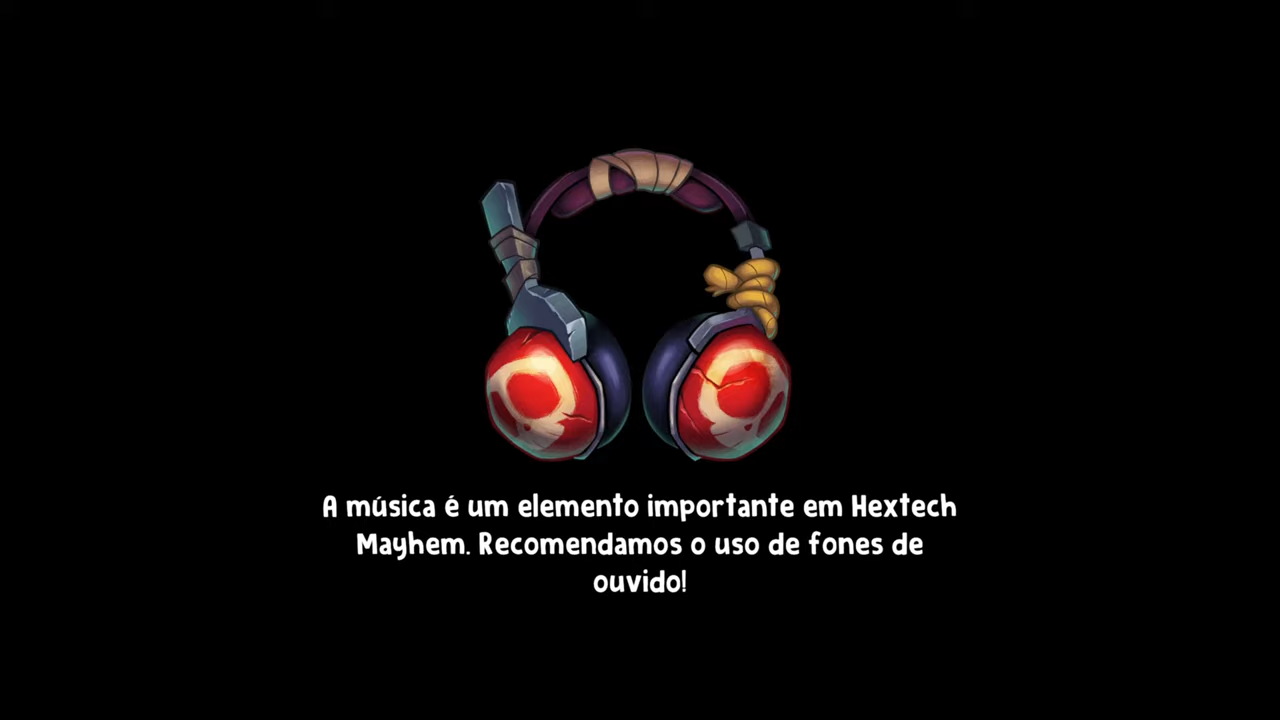 A música é um elemento importante em Hextech
Mayhem. Recomendamos o uso de fones de
ouvido!